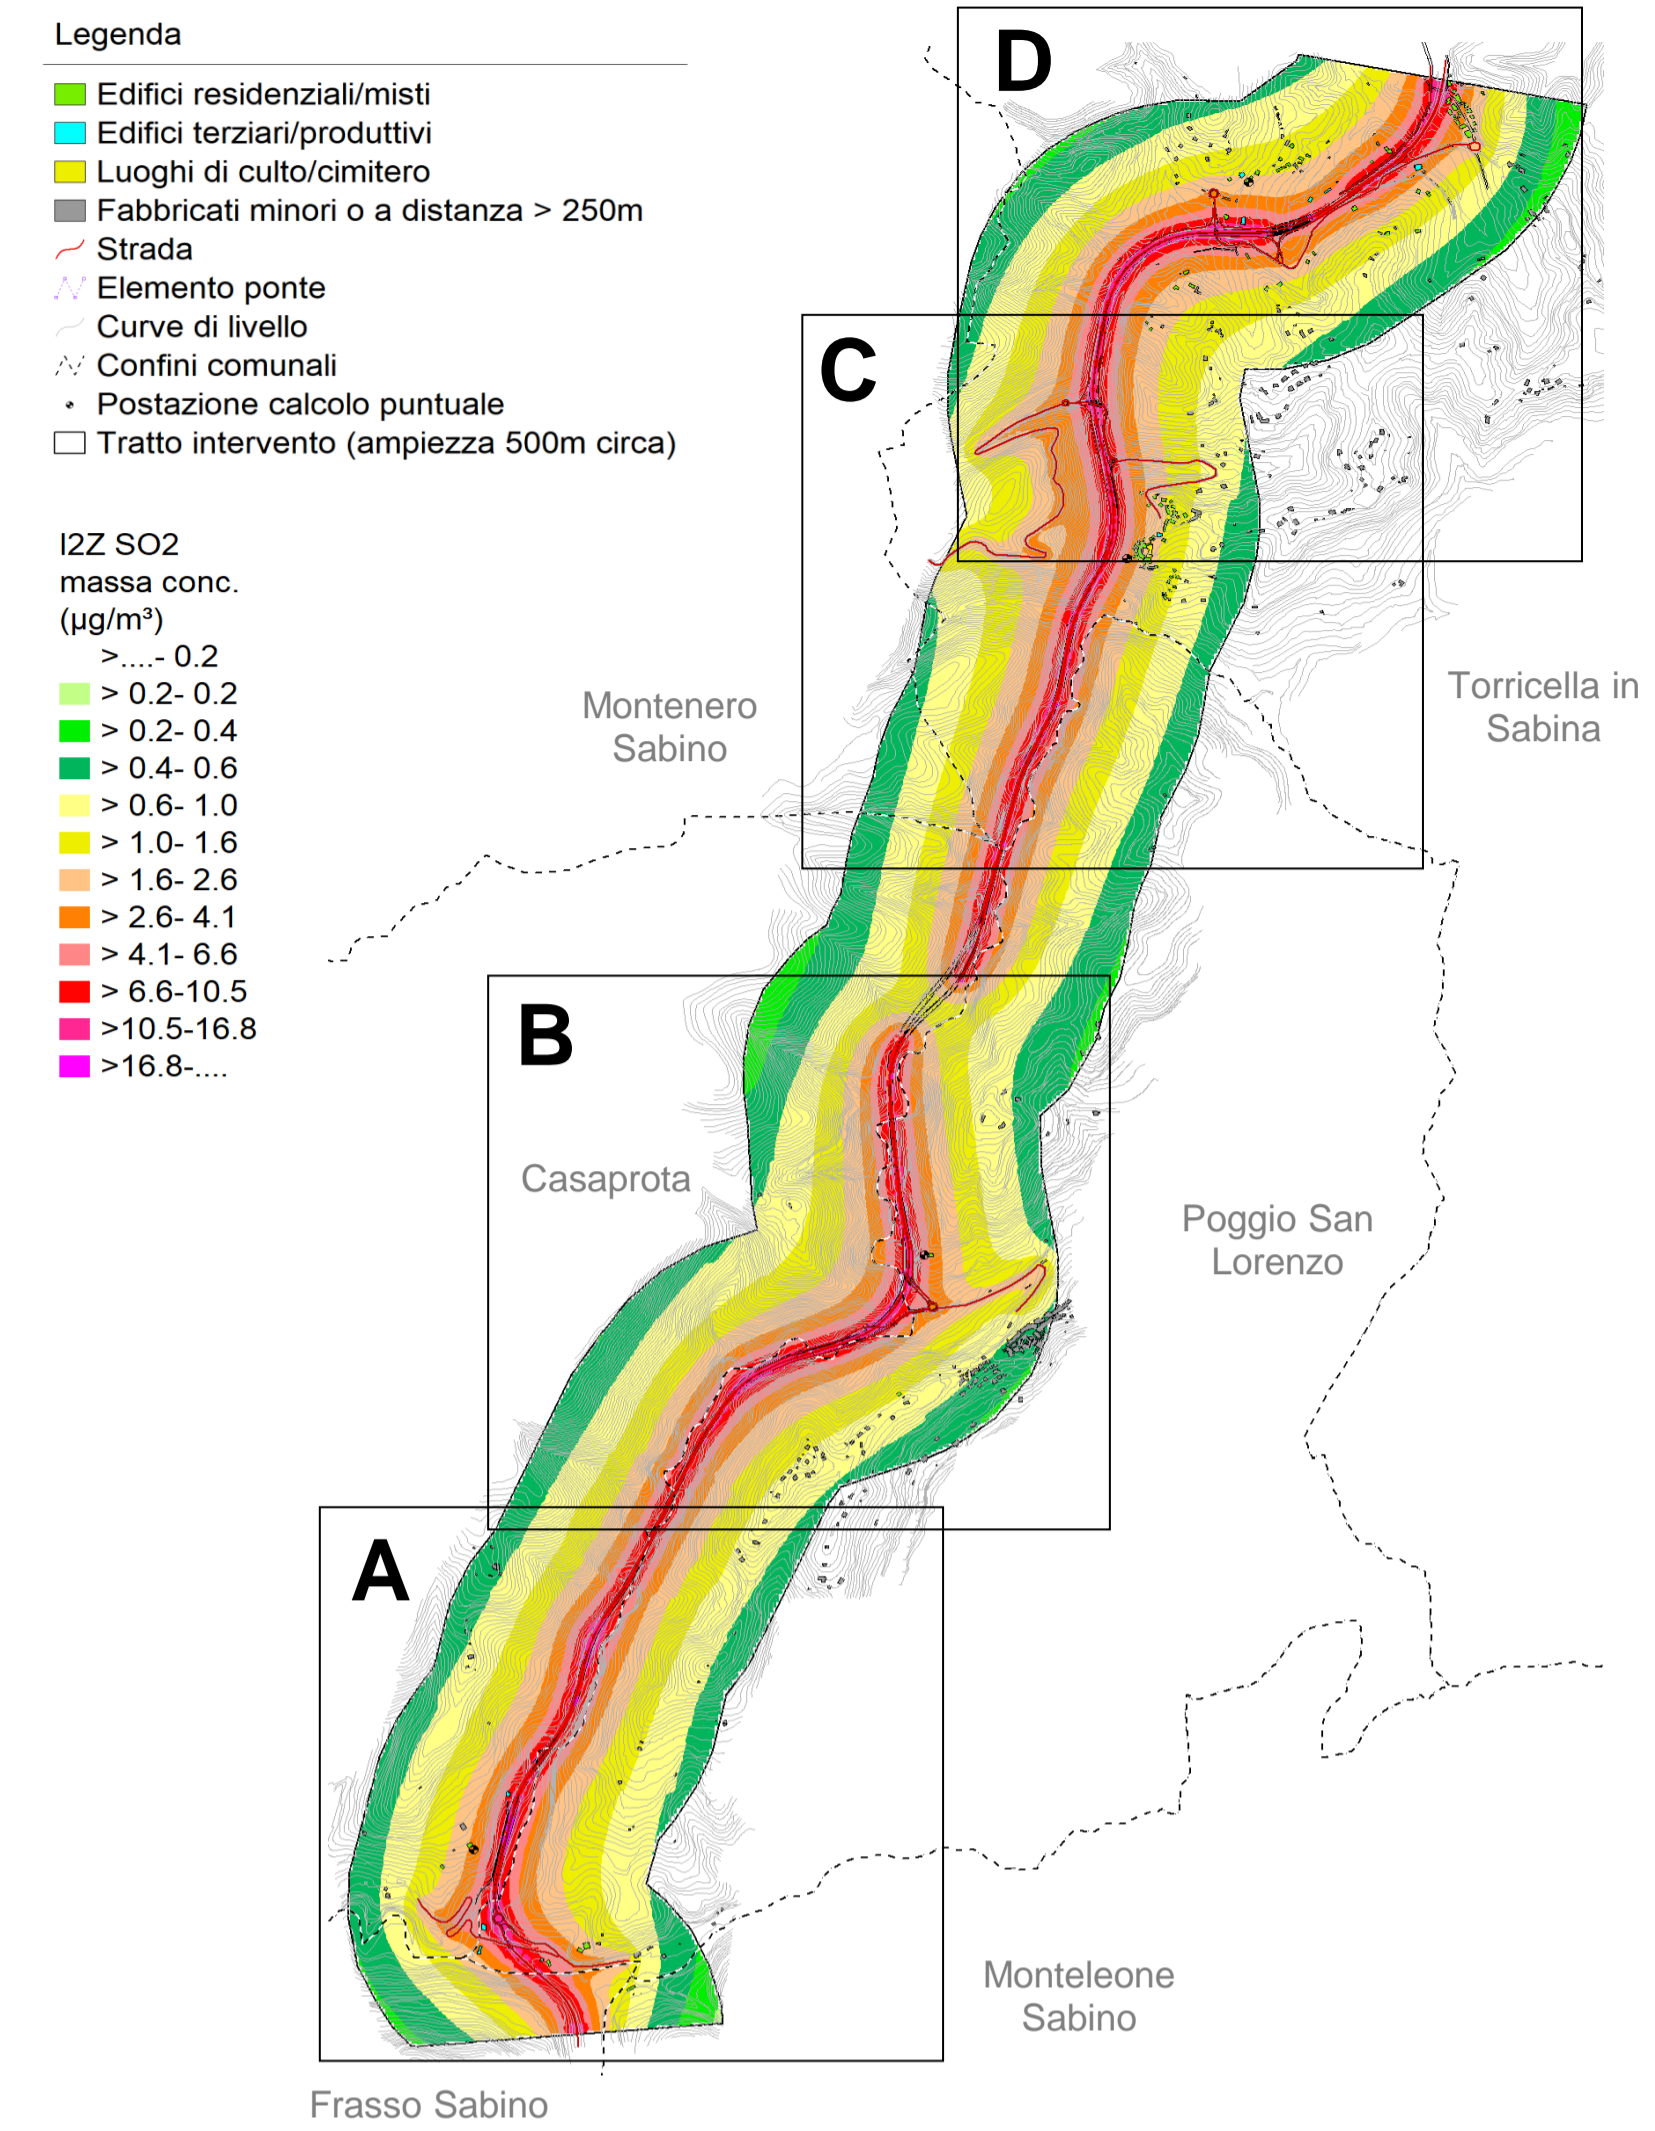 Legenda
Edifici residenziali/misti
Edifici terziari/produttivi
Luoghi di culto/cimitero
Fabbricati minori o a distanza > 250m
Strada
Elemento ponte
Curve di livello
Confini comunali
Postazione calcolo puntuale
Tratto intervento (ampiezza 500m circa)
I2Z SO2
massa conc.
(µg/m³)
>....- 0.2
> 0.2- 0.2
> 0.2- 0.4
> 0.4- 0.6
> 0.6- 1.0
> 1.0- 1.6
> 1.6- 2.6
> 2.6- 4.1
> 4.1- 6.6
> 6.6-10.5
>10.5-16.8
>16.8-....
D
C
Montenero
Sabino
Torricella in
Sabina
B
Casaprota
Poggio San
Lorenzo
A
Monteleone
Sabino
Frasso Sabino